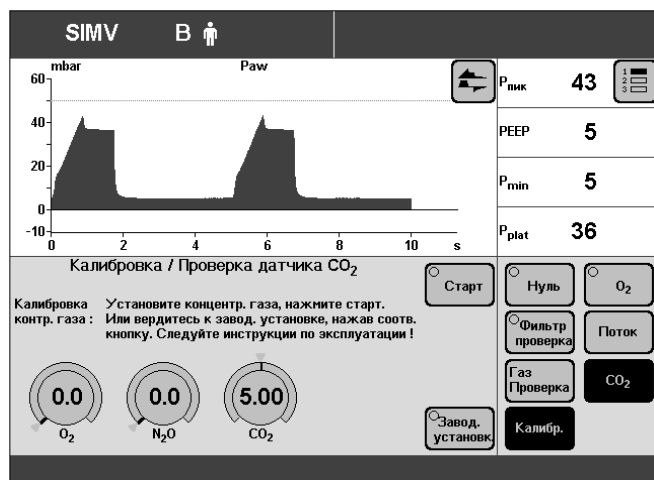 SIMV B
mbar Paw
60
40
20
0
-10
0 2 4 6 8 10 s
Pпик 43
1
2
3
PEEP 5
Pmin 5
Pplat 36
Калибровка / Проверка датчика CO2
Калибровка Установите концентр. газа, нажмите старт.
контр. газа : Или вердитесь к завод. установке, нажав соотв.
кнопку. Следуйте инструкции по эксплуатации !
0.0 0.0 5.00
O2 N2O CO2
Старт
Завод.
установк
Нуль
O2
Фильтр
проверка
Поток
Газ
Проверка
CO2
Калибр.